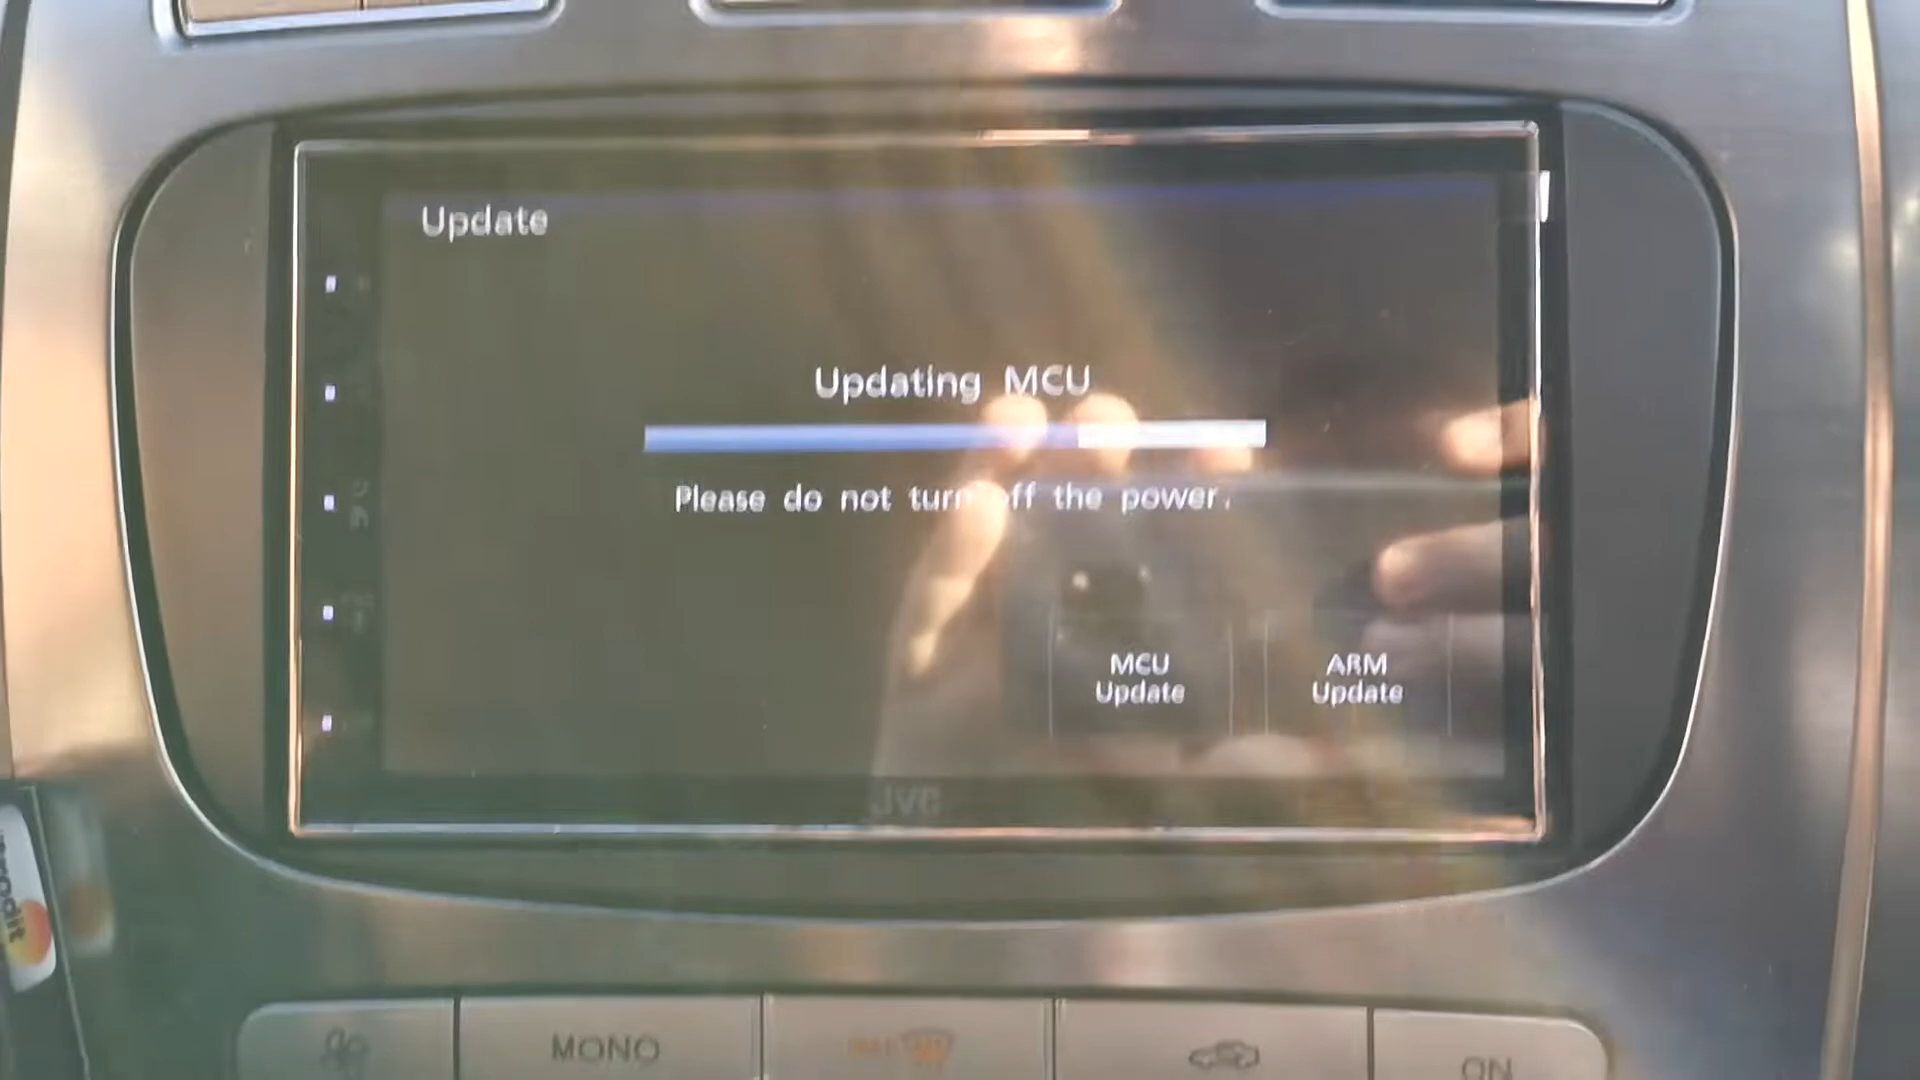 Update
Updating MCU
Please do not turn off the power.
MCU
Update
ARM
Update
JVC
MONO
ON